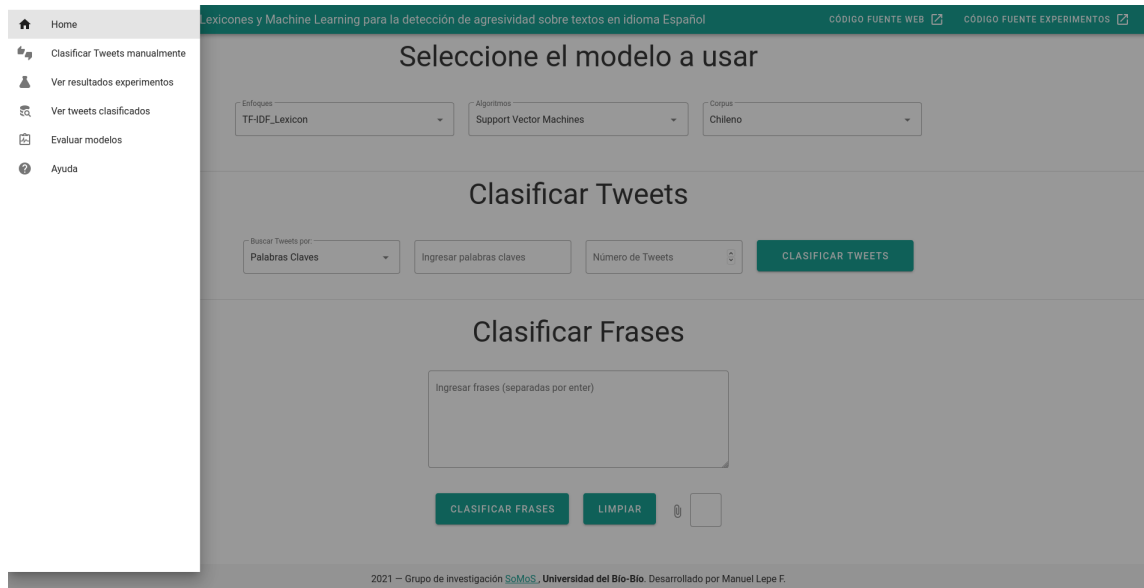 Home
Clasificar Tweets manualmente
Ver resultados experimentos
Ver tweets clasificados
Evaluar modelos
Ayuda
Lexicones y Machine Learning para la detección de agresividad sobre textos en idioma Español
CÓDIGO FUENTE WEB
CÓDIGO FUENTE EXPERIMENTOS
Seleccione el modelo a usar
Enfoques
TF-IDF_Lexicon
Algoritmos
Support Vector Machines
Corpus
Chileno
Clasificar Tweets
Buscar Tweets por:
Palabras Claves
Ingresar palabras claves
Número de Tweets
CLASIFICAR TWEETS
Clasificar Frases
Ingresar frases (separadas por enter)
CLASIFICAR FRASES
LIMPIAR
2021 — Grupo de investigación SoMoS , Universidad del Bío-Bío. Desarrollado por Manuel Lepe F.